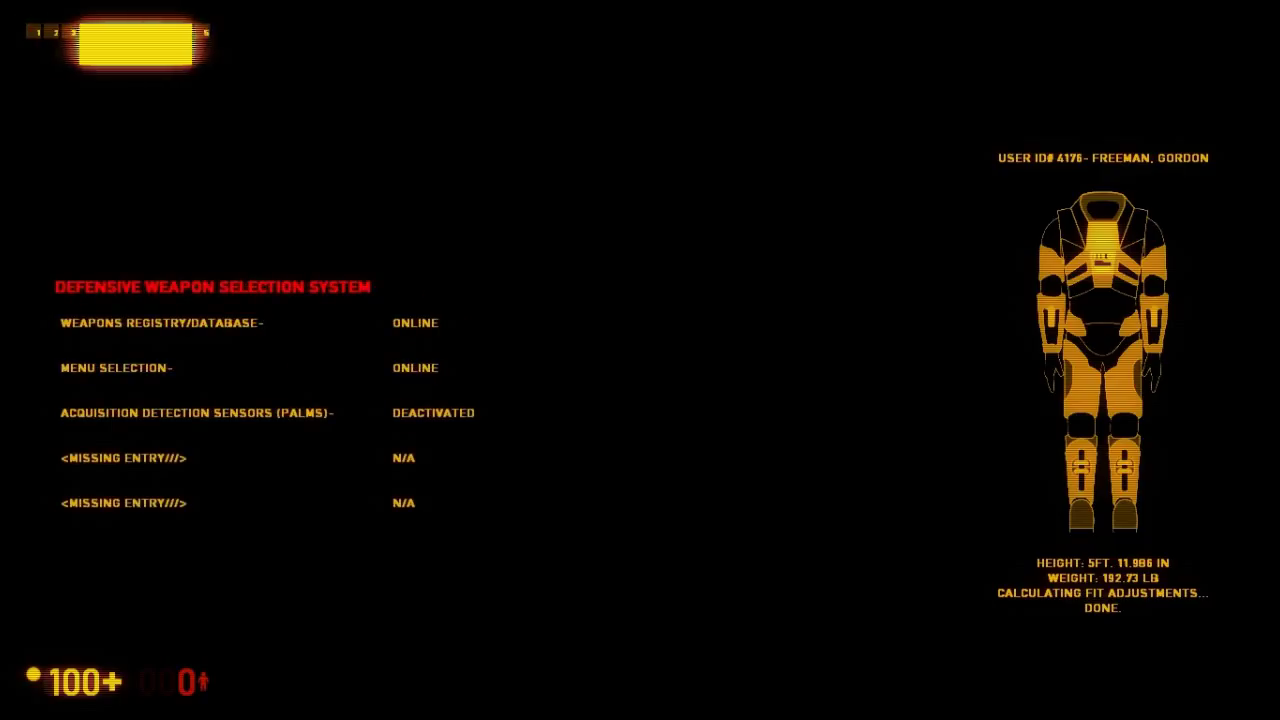 1 2 3 5
USER ID# 4176- FREEMAN, GORDON
DEFENSIVE WEAPON SELECTION SYSTEM
WEAPONS REGISTRY/DATABASE- ONLINE
MENU SELECTION- ONLINE
ACQUISITION DETECTION SENSORS (PALMS)- DEACTIVATED
<MISSING ENTRY///> N/A
<MISSING ENTRY///> N/A
HEIGHT: 5FT. 11.986 IN
WEIGHT: 192.73 LB
CALCULATING FIT ADJUSTMENTS...
DONE.
100+ 0